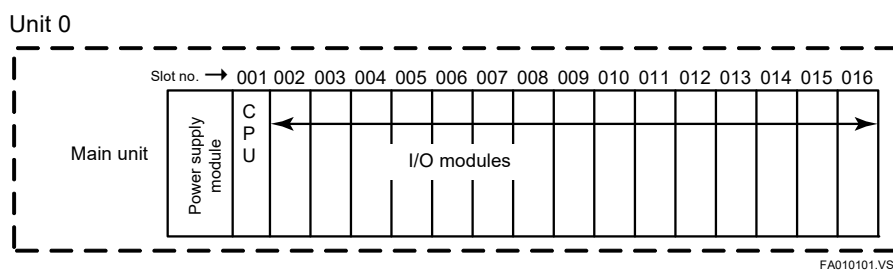 Unit 0
Slot no. → 001 002 003 004 005 006 007 008 009 010 011 012 013 014 015 016
Main unit
Power supply
module
C
P
U
I/O modules
FA010101.VS